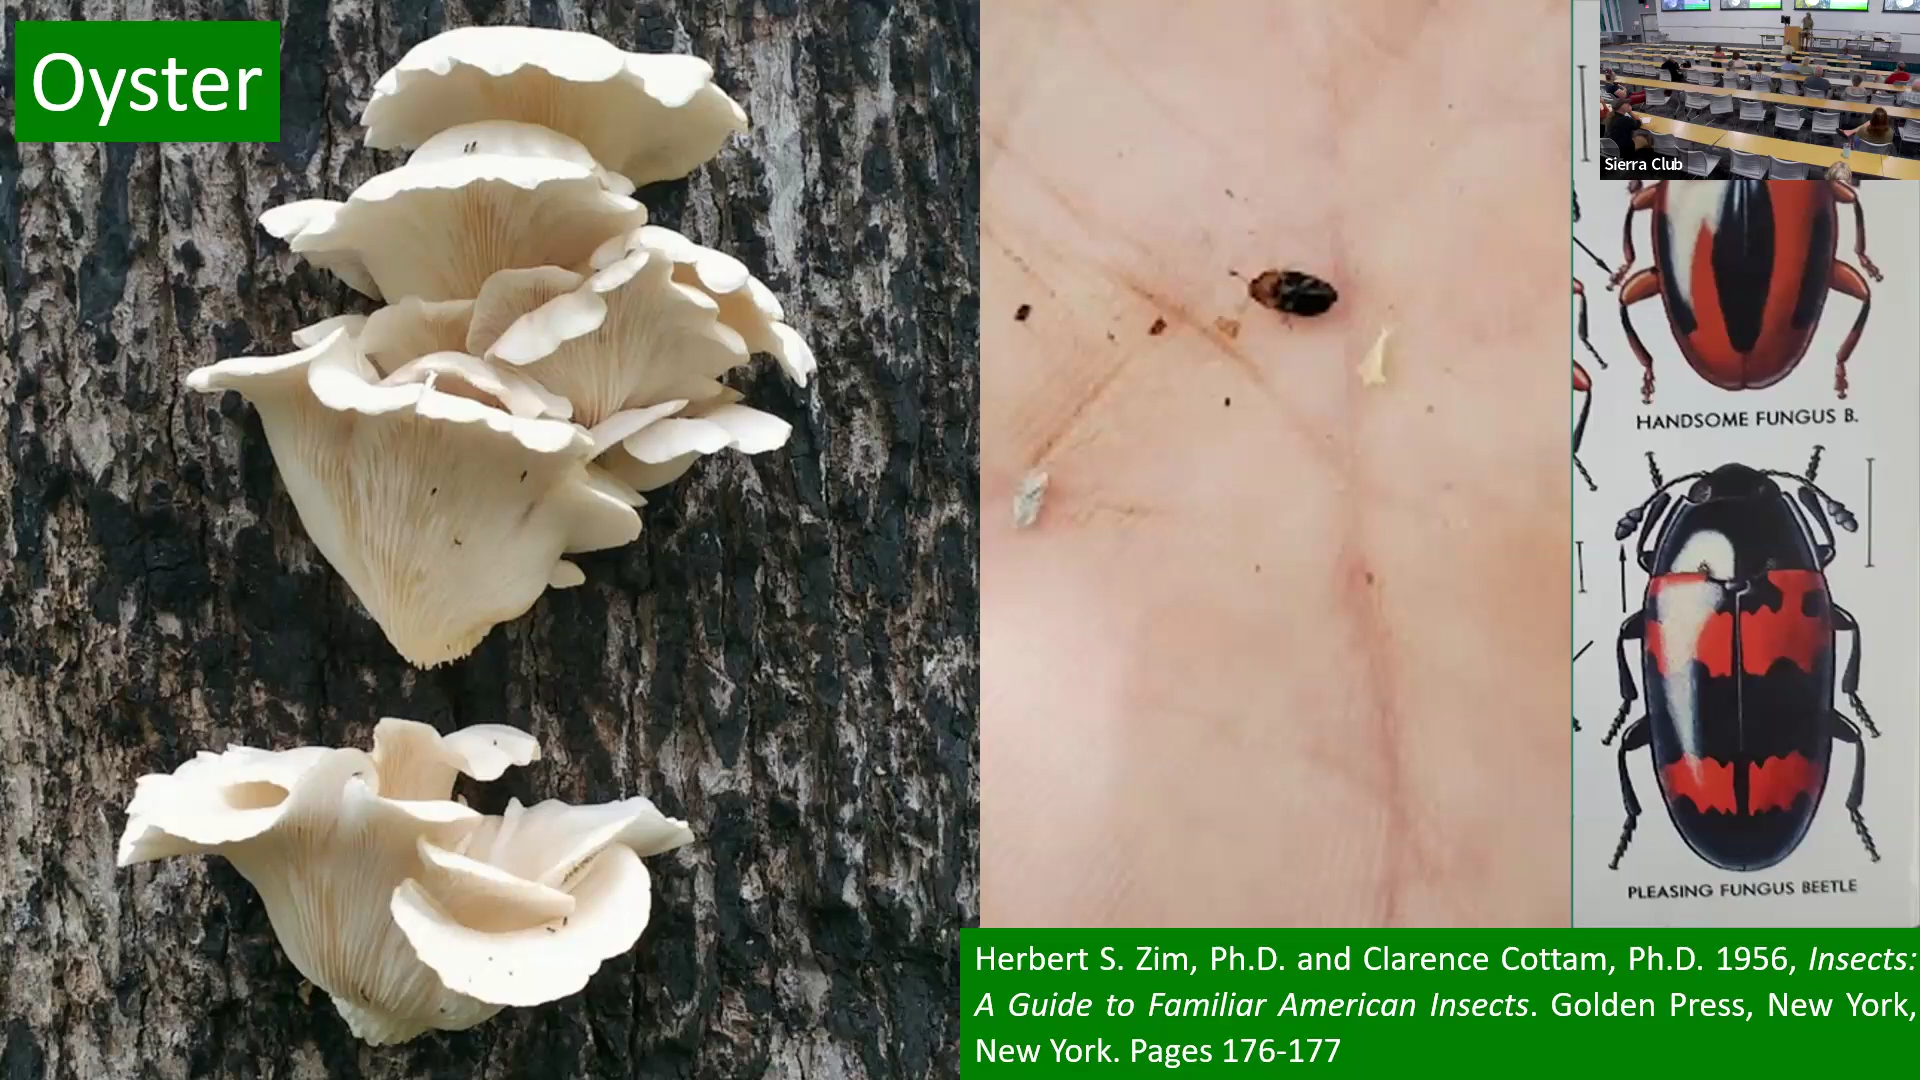 Oyster
Sierra Club
HANDSOME FUNGUS B.
PLEASING FUNGUS BEETLE
Herbert S. Zim, Ph.D. and Clarence Cottam, Ph.D. 1956, Insects:
A Guide to Familiar American Insects. Golden Press, New York,
New York. Pages 176-177